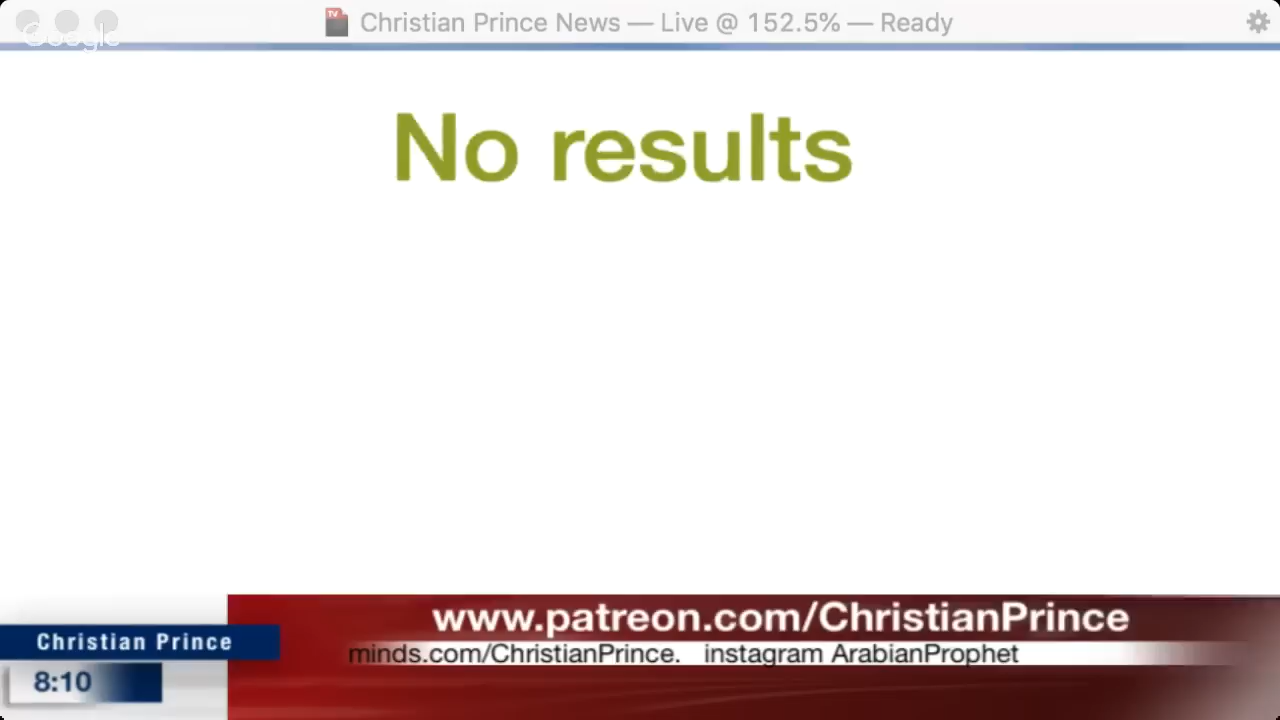 Christian Prince News — Live @ 152.5% — Ready
Google
No results
www.patreon.com/ChristianPrince
Christian Prince
minds.com/ChristianPrince. instagram ArabianProphet
8:10